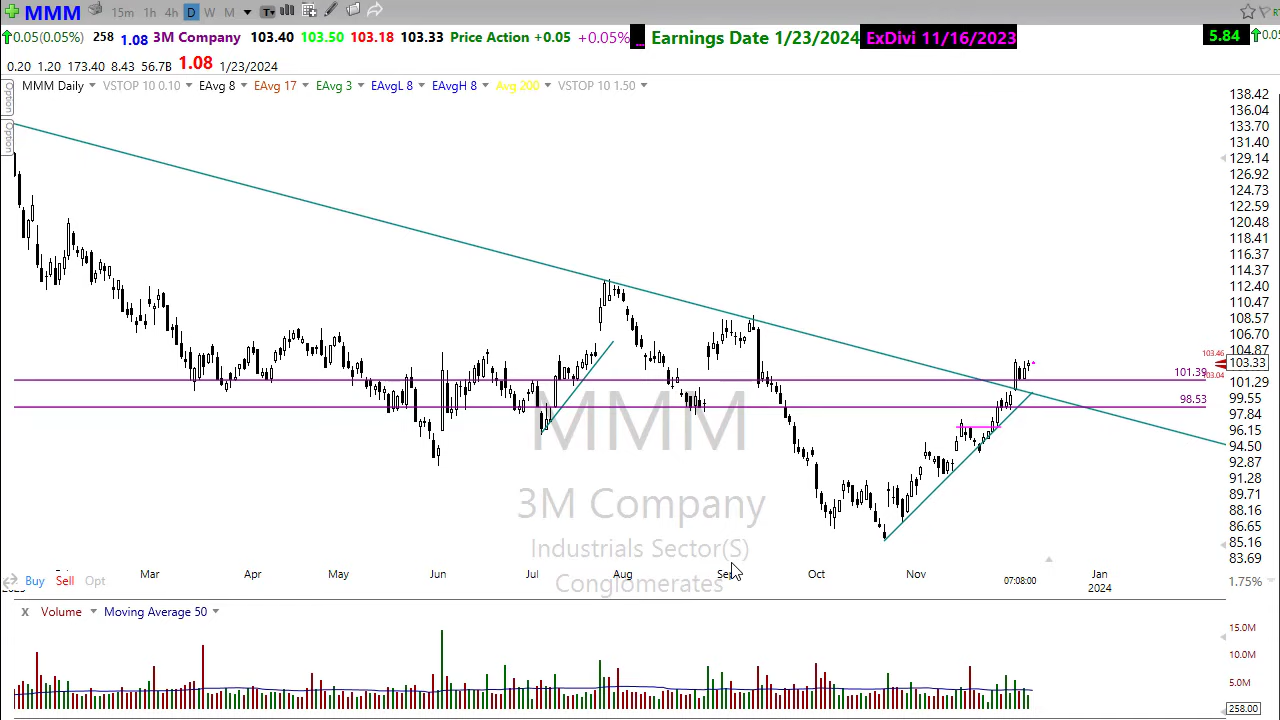 MMM 15m 1h 4h D W M T
0.05(0.05%) 258 1.08 3M Company 103.40 103.50 103.18 103.33 Price Action +0.05 +0.05% Earnings Date 1/23/2024 ExDivi 11/16/2023 5.84 0.05
0.20 1.20 173.40 8.43 56.7B 1.08 1/23/2024
MMM Daily VSTOP 10 0.10 EAvg 8 EAvg 17 EAvg 3 EAvgL 8 EAvgH 8 Avg 200 VSTOP 10 1.50
Option
Option
138.42
136.04
133.70
131.40
129.14
126.92
124.73
122.59
120.48
118.41
116.37
114.37
112.40
110.47
108.57
106.70
104.87
103.46
103.33
101.39 103.04
101.29
99.55
98.53
97.84
96.15
94.50
92.87
91.28
89.71
88.16
86.65
85.16
83.69
MMM
3M Company
Industrials Sector(S)
Conglomerates
Buy Sell Opt
Mar Apr May Jun Jul Aug Sep Oct Nov 07:08:00 Jan
2024
1.75%
X Volume Moving Average 50
15.0M
10.0M
5.0M
258.00